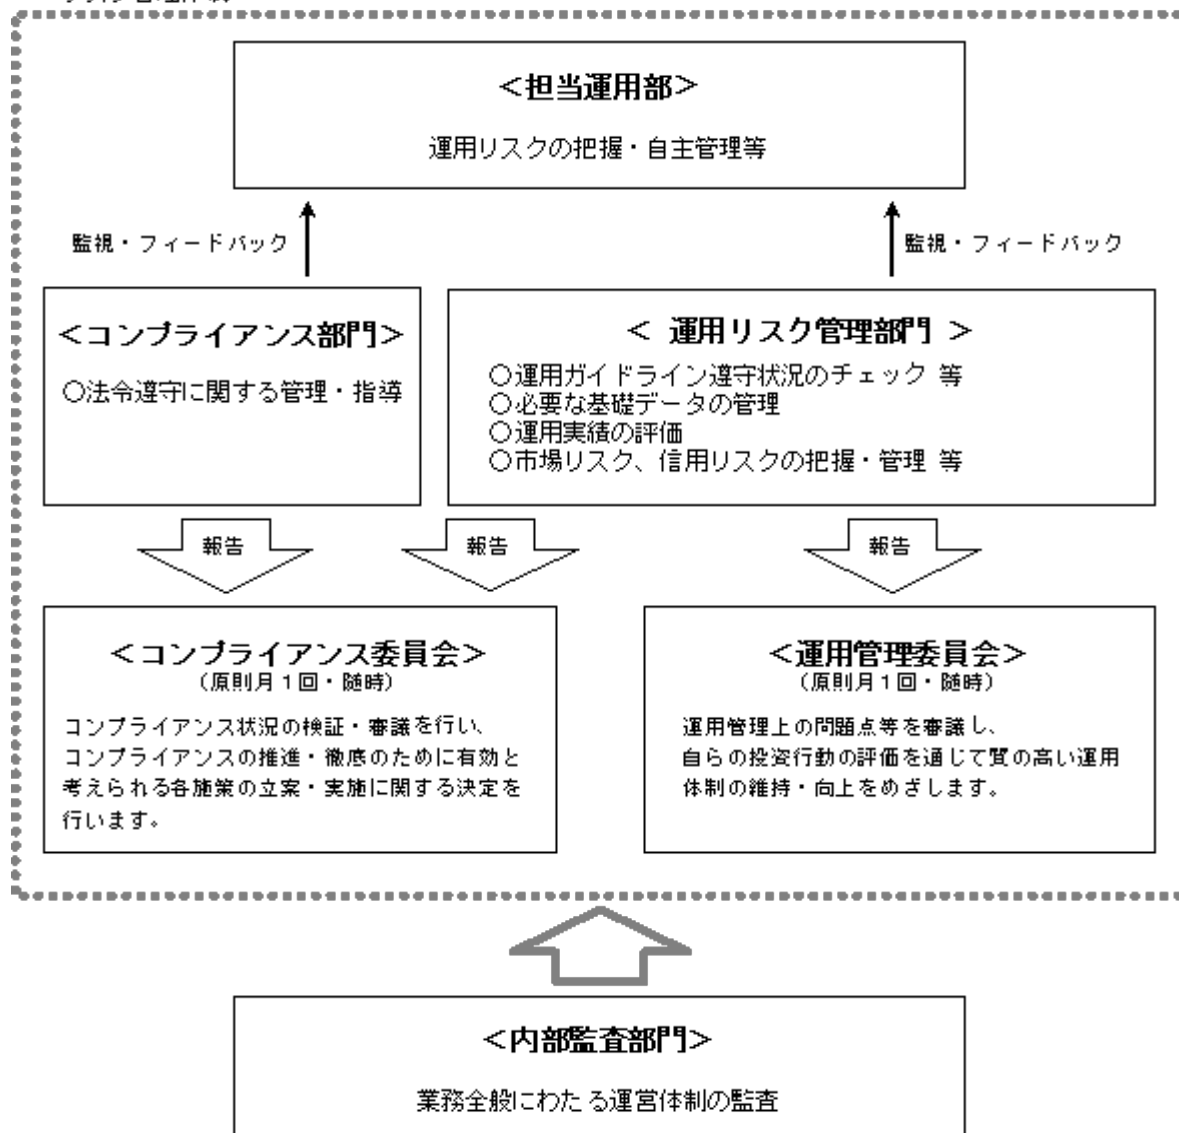 ＜担当運用部＞
運用リスクの把握・自主管理等
監視・フィードバック
監視・フィードバック
＜コンプライアンス部門＞
○法令遵守に関する管理・指導
＜ 運用リスク管理部門 ＞
○運用ガイドライン遵守状況のチェック 等
○必要な基礎データの管理
○運用実績の評価
○市場リスク、信用リスクの把握・管理 等
報告
報告
報告
＜コンプライアンス委員会＞
（原則月１回・随時）
コンプライアンス状況の検証・審議を行い、
コンプライアンスの推進・徹底のために有効と
考えられる各施策の立案・実施に関する決定を
行います。
＜運用管理委員会＞
（原則月１回・随時）
運用管理上の問題点等を審議し、
自らの投資行動の評価を通じて質の高い運用
体制の維持・向上をめざします。
＜内部監査部門＞
業務全般にわたる運営体制の監査